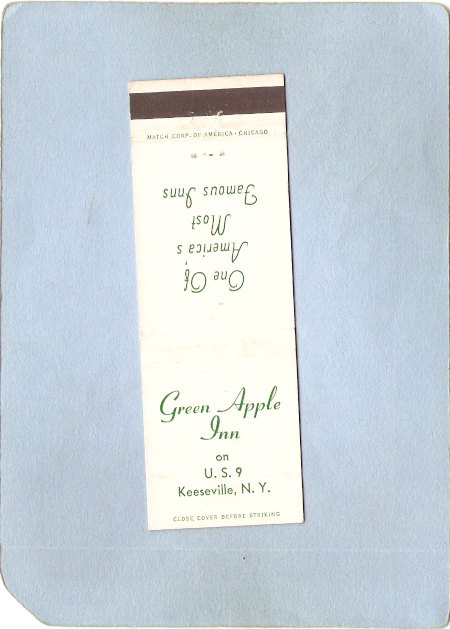 MATCH CORP. OF AMERICA · CHICAGO
One Of
America's
Most
Famous Inns
Green Apple
Inn
on
U. S. 9
Keeseville, N. Y.
CLOSE COVER BEFORE STRIKING